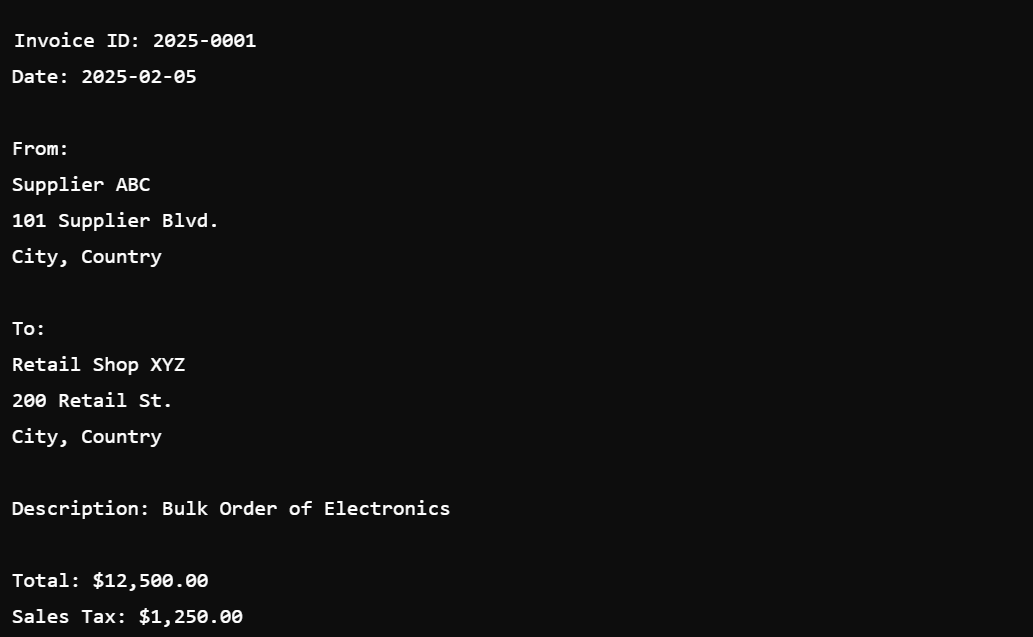 Invoice ID: 2025-0001
Date: 2025-02-05
From:
Supplier ABC
101 Supplier Blvd.
City, Country
To:
Retail Shop XYZ
200 Retail St.
City, Country
Description: Bulk Order of Electronics
Total: $12,500.00
Sales Tax: $1,250.00